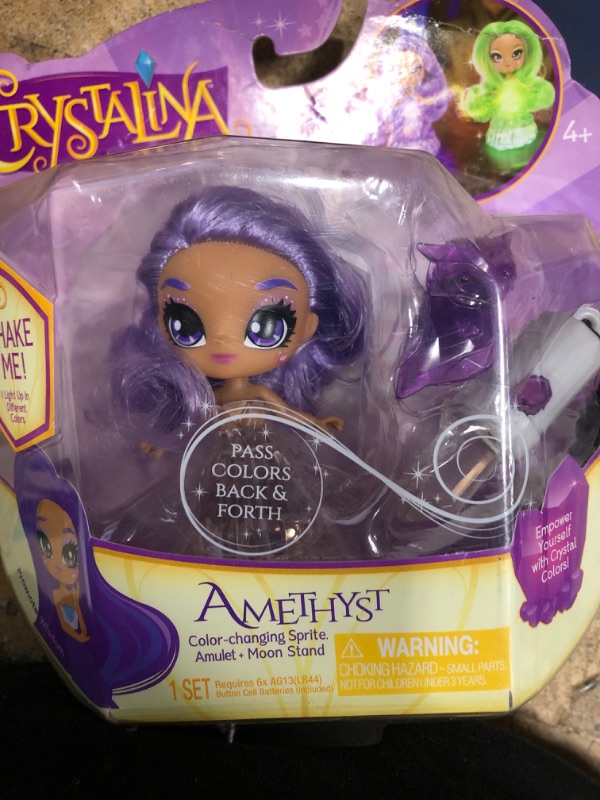 CRYSTALINA
4+
HAKE
ME!
Light Up In
Different
Colors
PASS
COLORS
BACK &
FORTH
Empower
Yourself
with Crystal
Colors!
AMETHYST
Color-changing Sprite,
Amulet + Moon Stand
1 SET Requires 6x AG13(LR44)
Button Cell Batteries (included)
WARNING:
CHOKING HAZARD - SMALL PARTS
NOT FOR CHILDREN UNDER 3 YEARS.